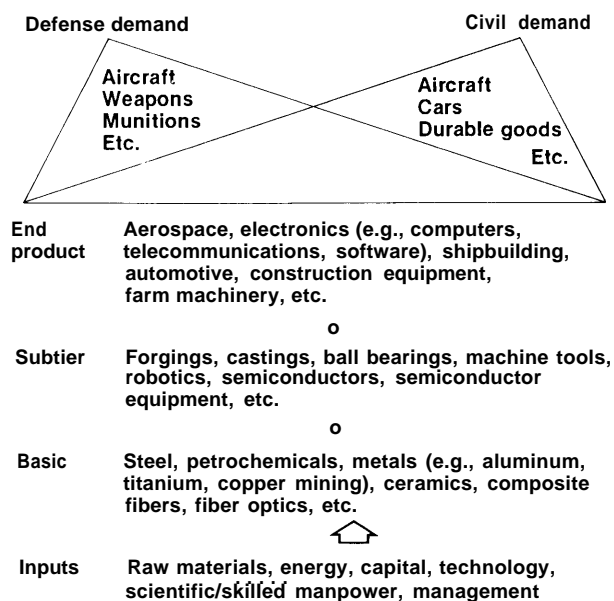 Defense demand
Civil demand
Aircraft
Weapons
Munitions
Etc.
Aircraft
Cars
Durable goods
Etc.
End product
Aerospace, electronics (e.g., computers,
telecommunications, software), shipbuilding,
automotive, construction equipment,
farm machinery, etc.
o
Subtier
Forgings, castings, ball bearings, machine tools,
robotics, semiconductors, semiconductor
equipment, etc.
o
Basic
Steel, petrochemicals, metals (e.g., aluminum,
titanium, copper mining), ceramics, composite
fibers, fiber optics, etc.
Inputs
Raw materials, energy, capital, technology,
scientific/skilled manpower, management